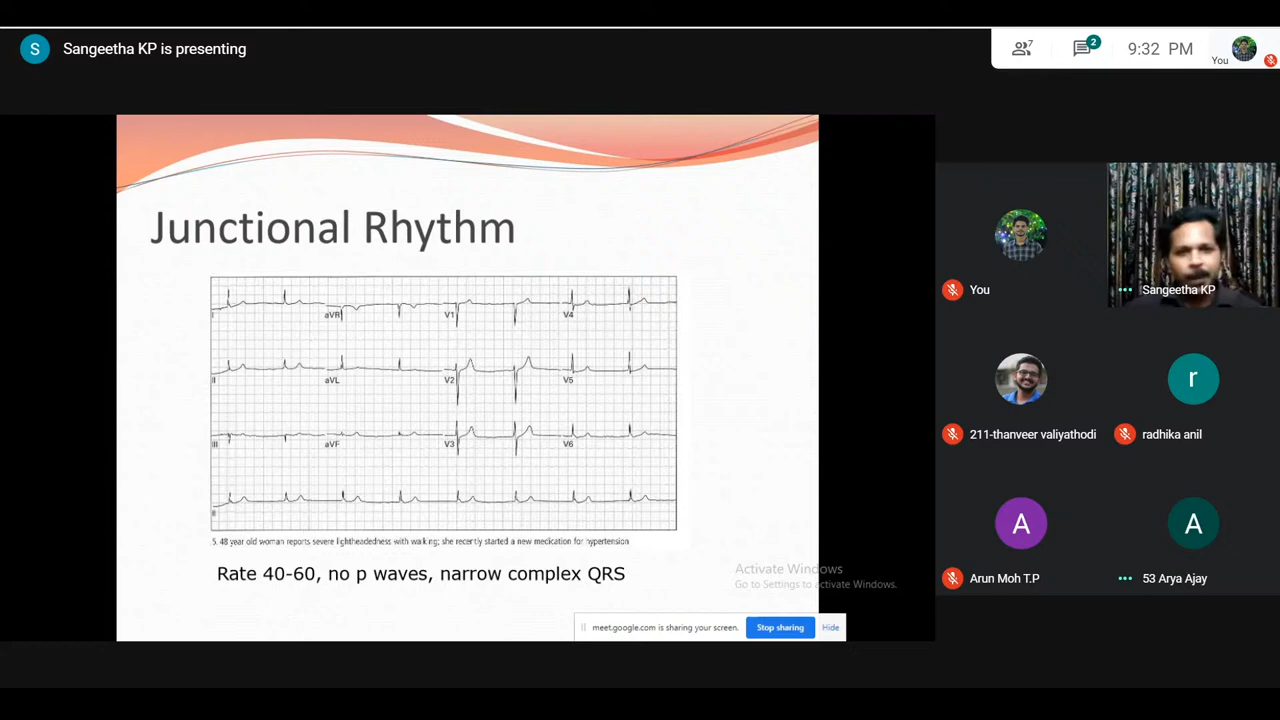 S
Sangeetha KP is presenting
7
2
9:32 PM
You
Junctional Rhythm
I
aVR
V1
V4
II
aVL
V2
V5
III
aVF
V3
V6
II
5. 48 year old woman reports severe lightheadedness with walking; she recently started a new medication for hypertension
Rate 40-60, no p waves, narrow complex QRS
Activate Windows
Go to Settings to activate Windows.
meet.google.com is sharing your screen.
Stop sharing
Hide
You
Sangeetha KP
211-thanveer valiyathodi
r
radhika anil
A
Arun Moh T.P
A
53 Arya Ajay